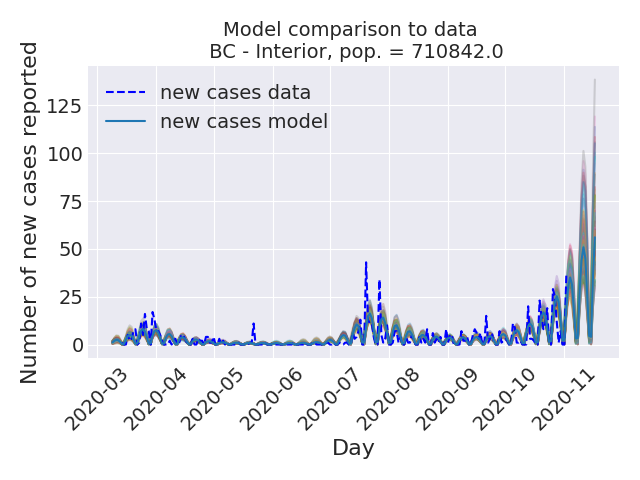 Model comparison to data
BC - Interior, pop. = 710842.0
Number of new cases reported
new cases data
new cases model
125
100
75
50
25
0
2020-03
2020-04
2020-05
2020-06
2020-07
2020-08
2020-09
2020-10
2020-11
Day